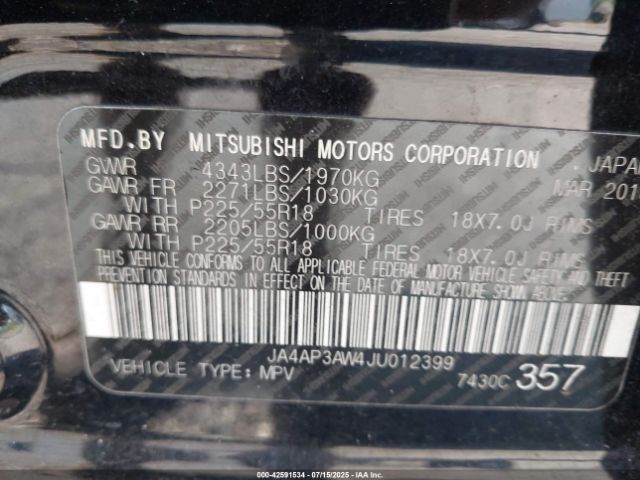 MFD.BY MITSUBISHI MOTORS CORPORATION . JAPAN
GVWR 4343LBS/1970KG MAR
GAWR FR 2271LBS/1030KG
WITH P225/55R18 TIRES 18X7.0J RIMS
GAWR RR 2205LBS/1000KG
WITH P225/55R18 TIRES 18X7.0J RIMS
THIS VEHICLE CONFORMS TO ALL APPLICABLE FEDERAL MOTOR VEHICLE SAFETY AND THEFT
PREVENTION STANDARDS IN EFFECT ON THE DATE OF MANUFACTURE SHOWN ABOVE.
JA4AP3AW4JU012399
VEHICLE TYPE: MPV 7430C 357
000-42591534 - 07/15/2025 - IAA Inc.